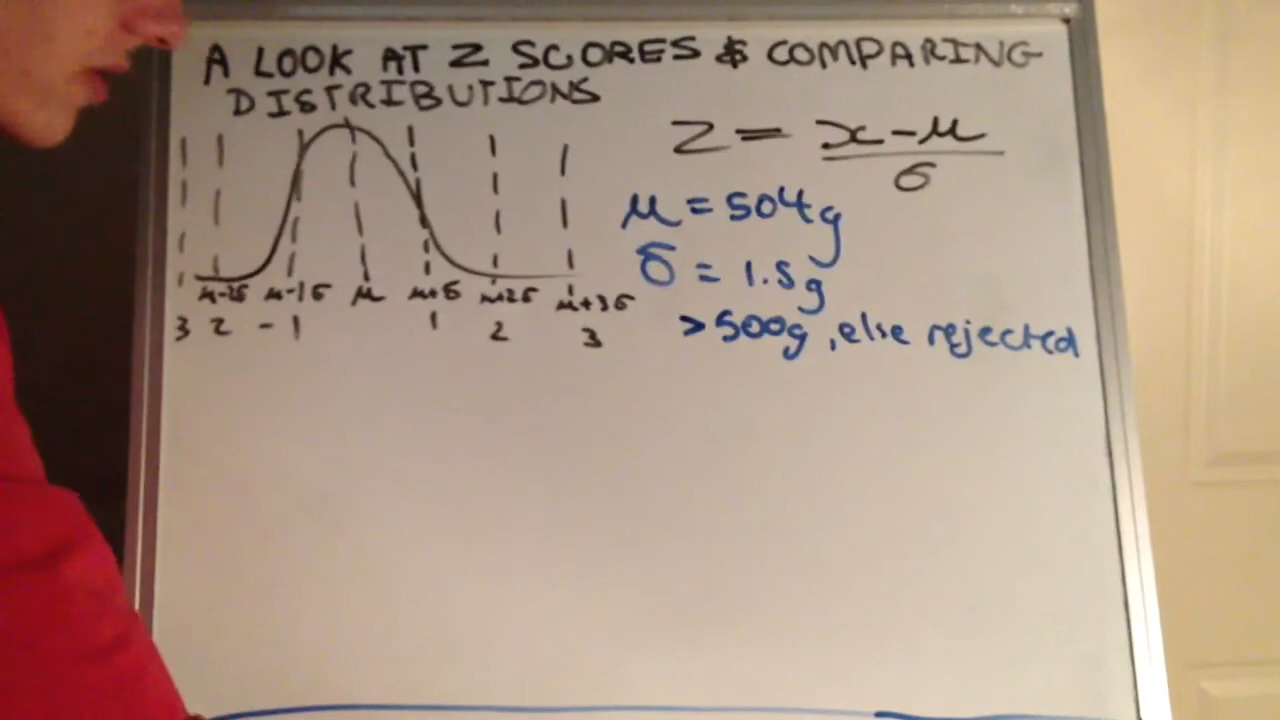 A LOOK AT Z SCORES & COMPARING
DISTRIBUTIONS
z = x-μ
σ
μ = 504g
σ = 1.5g
>500g, else rejected
μ-2σ μ-1σ μ μ+σ μ+2σ μ+3σ
3 2 -1 1 2 3